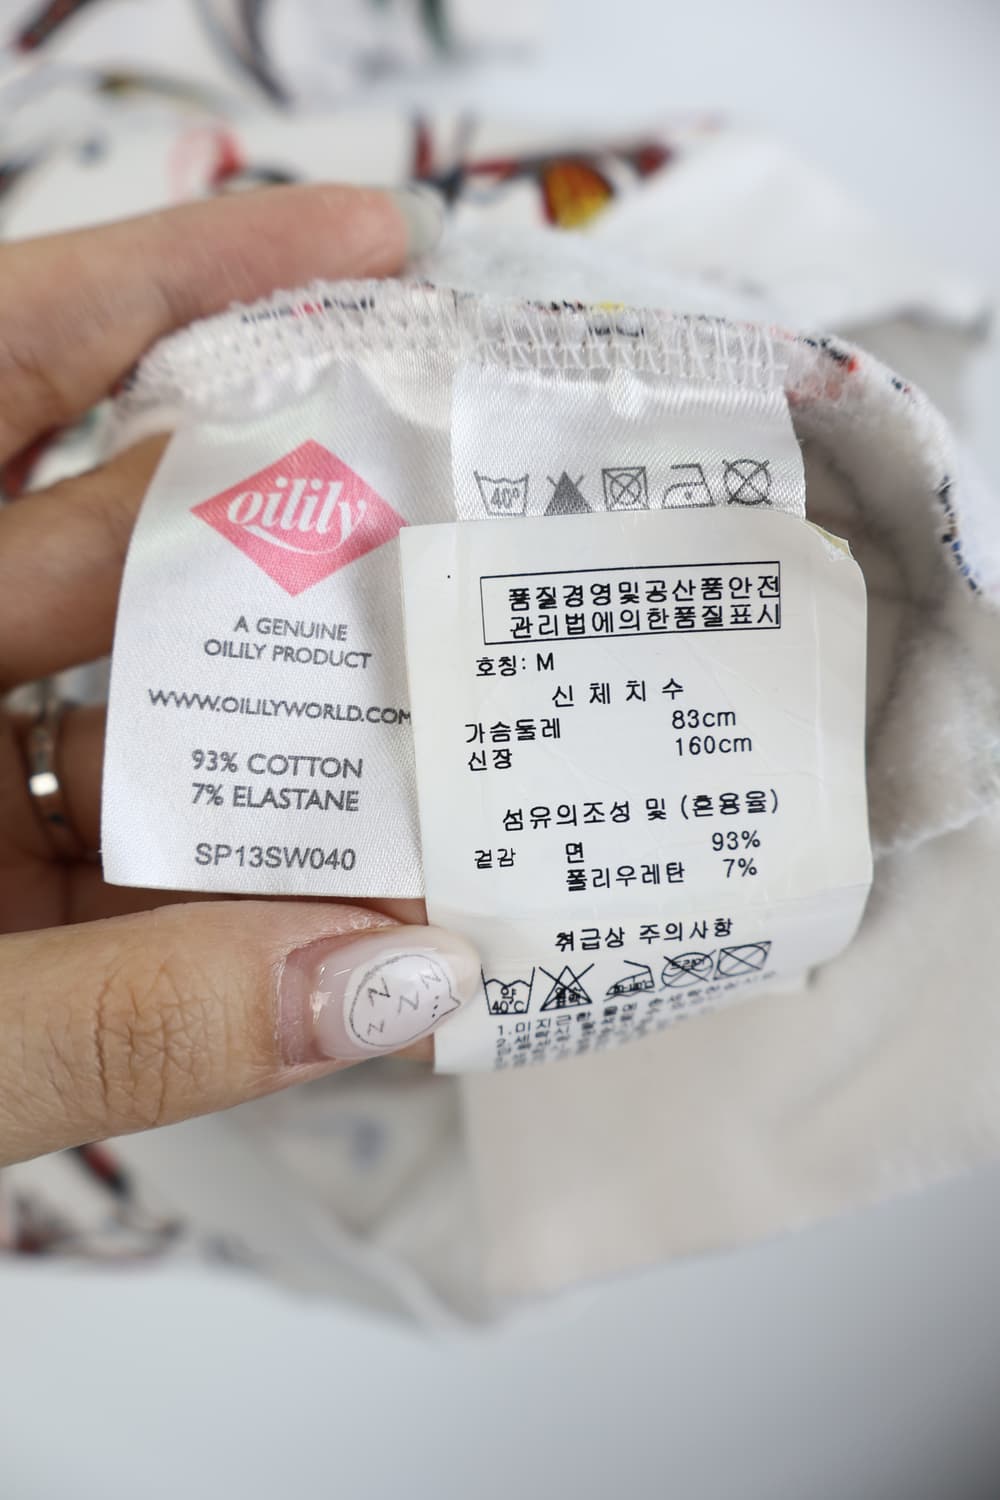 oilily
A GENUINE
OILILY PRODUCT
WWW.OILILYWORLD.COM
93% COTTON
7% ELASTANE
SP13SW040
40°
품질경영및공산품안전
관리법에의한품질표시
호칭: M
신 체 치 수
가슴둘레 83cm
신장 160cm
섬유의조성 및 (혼용율)
겉감 면 93%
폴리우레탄 7%
취급상 주의사항
약
40℃
Z Z Z Z